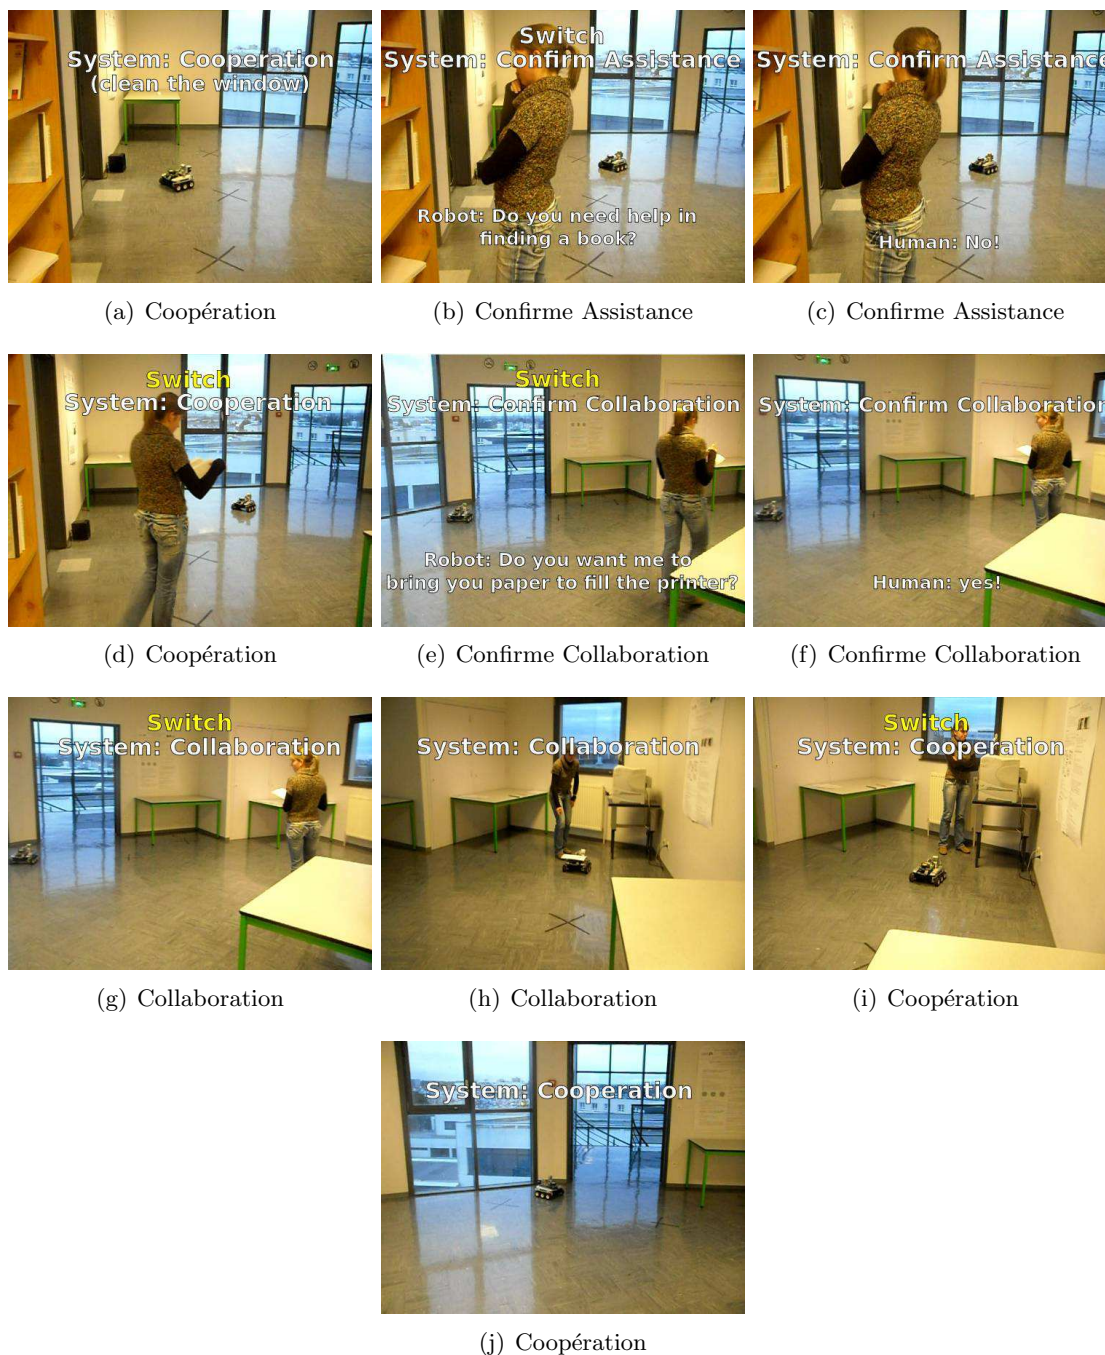 System: Cooperation
(clean the window)
Switch
System: Confirm Assistance
Robot: Do you need help in
finding a book?
System: Confirm Assistance
Human: No!
(a) Coopération
(b) Confirme Assistance
(c) Confirme Assistance
Switch
System: Cooperation
Switch
System: Confirm Collaboration
Robot: Do you want me to
bring you paper to fill the printer?
System: Confirm Collaboration
Human: yes!
(d) Coopération
(e) Confirme Collaboration
(f) Confirme Collaboration
Switch
System: Collaboration
System: Collaboration
Switch
System: Cooperation
(g) Collaboration
(h) Collaboration
(i) Coopération
System: Cooperation
(j) Coopération